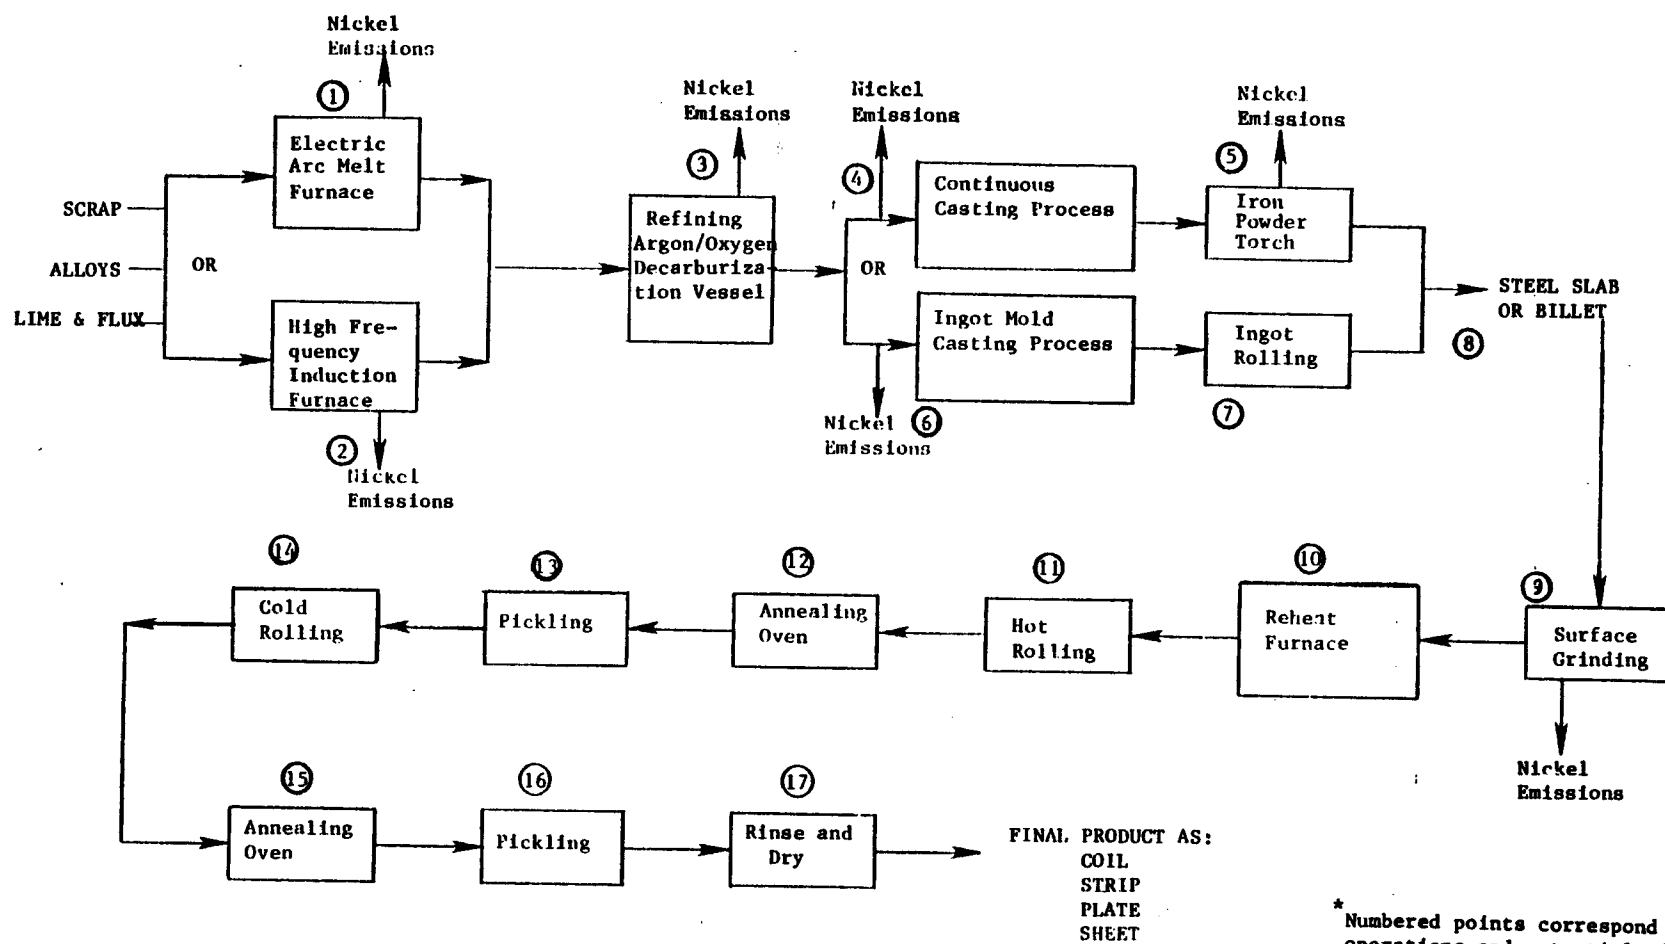 Nickel
Emissions
1
Electric
Arc Melt
Furnace
SCRAP
ALLOYS
LIME & FLUX
OR
High Fre-
quency
Induction
Furnace
2
Nickel
Emissions
Nickel
Emissions
3
Refining
Argon/Oxygen
Decarburiza-
tion Vessel
Nickel
Emissions
4
Continuous
Casting Process
OR
Ingot Mold
Casting Process
Nickel
Emissions
6
Nickel
Emissions
5
Iron
Powder
Torch
Ingot
Rolling
7
STEEL SLAB
OR BILLET
8
9
Surface
Grinding
Nickel
Emissions
10
Reheat
Furnace
11
Hot
Rolling
12
Annealing
Oven
13
Pickling
14
Cold
Rolling
15
Annealing
Oven
16
Pickling
17
Rinse and
Dry
FINAL PRODUCT AS:
COIL
STRIP
PLATE
SHEET
*
Numbered points correspond